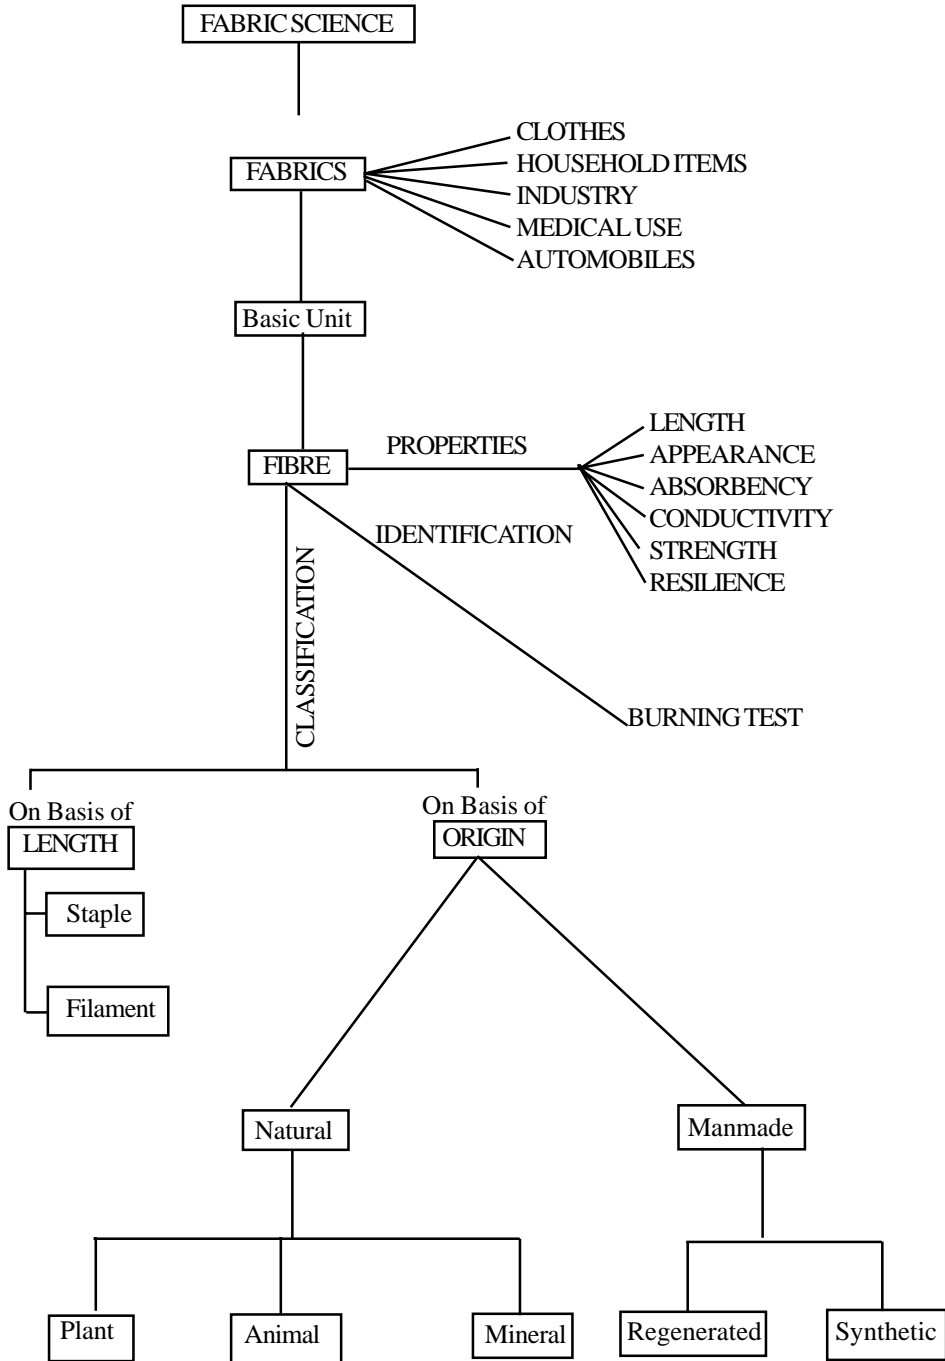 FABRIC SCIENCE
FABRICS
CLOTHES
HOUSEHOLD ITEMS
INDUSTRY
MEDICAL USE
AUTOMOBILES
Basic Unit
FIBRE
PROPERTIES
LENGTH
APPEARANCE
ABSORBENCY
CONDUCTIVITY
STRENGTH
RESILIENCE
IDENTIFICATION
BURNING TEST
CLASSIFICATION
On Basis of
LENGTH
Staple
Filament
On Basis of
ORIGIN
Natural
Manmade
Plant
Animal
Mineral
Regenerated
Synthetic